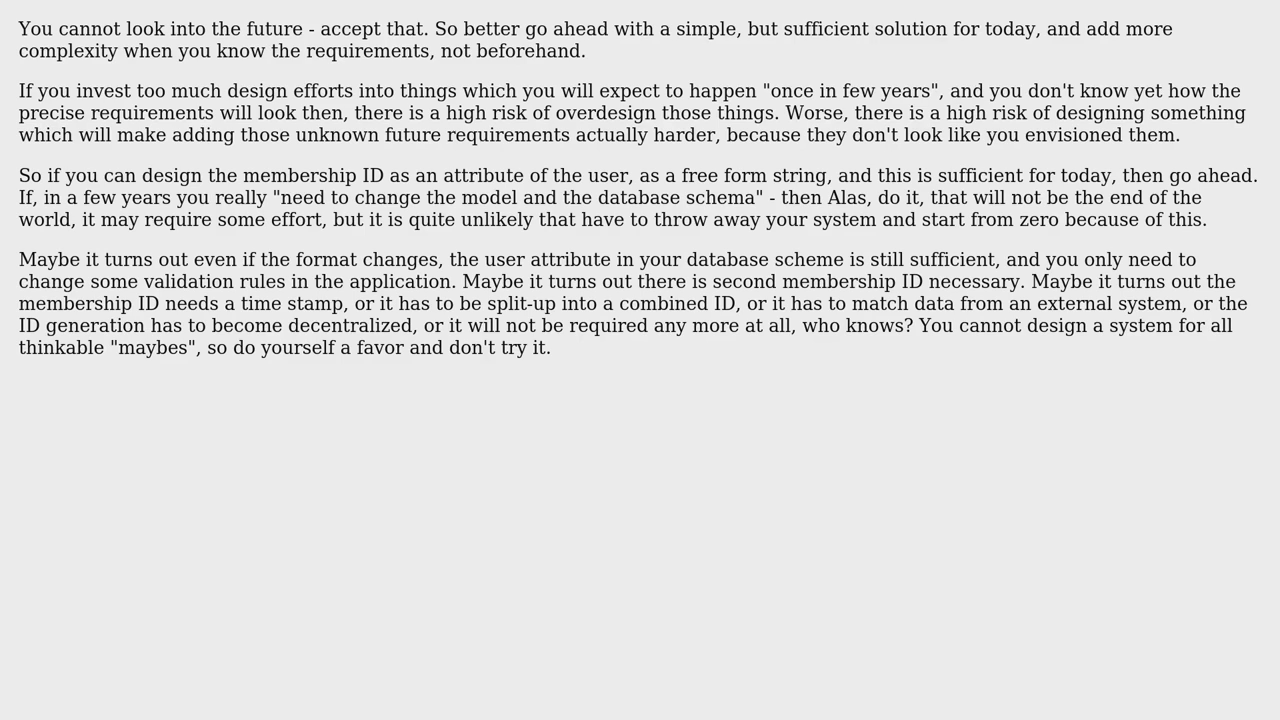 You cannot look into the future - accept that. So better go ahead with a simple, but sufficient solution for today, and add more
complexity when you know the requirements, not beforehand.
If you invest too much design efforts into things which you will expect to happen "once in few years", and you don't know yet how the
precise requirements will look then, there is a high risk of overdesign those things. Worse, there is a high risk of designing something
which will make adding those unknown future requirements actually harder, because they don't look like you envisioned them.
So if you can design the membership ID as an attribute of the user, as a free form string, and this is sufficient for today, then go ahead.
If, in a few years you really "need to change the model and the database schema" - then Alas, do it, that will not be the end of the
world, it may require some effort, but it is quite unlikely that have to throw away your system and start from zero because of this.
Maybe it turns out even if the format changes, the user attribute in your database scheme is still sufficient, and you only need to
change some validation rules in the application. Maybe it turns out there is second membership ID necessary. Maybe it turns out the
membership ID needs a time stamp, or it has to be split-up into a combined ID, or it has to match data from an external system, or the
ID generation has to become decentralized, or it will not be required any more at all, who knows? You cannot design a system for all
thinkable "maybes", so do yourself a favor and don't try it.